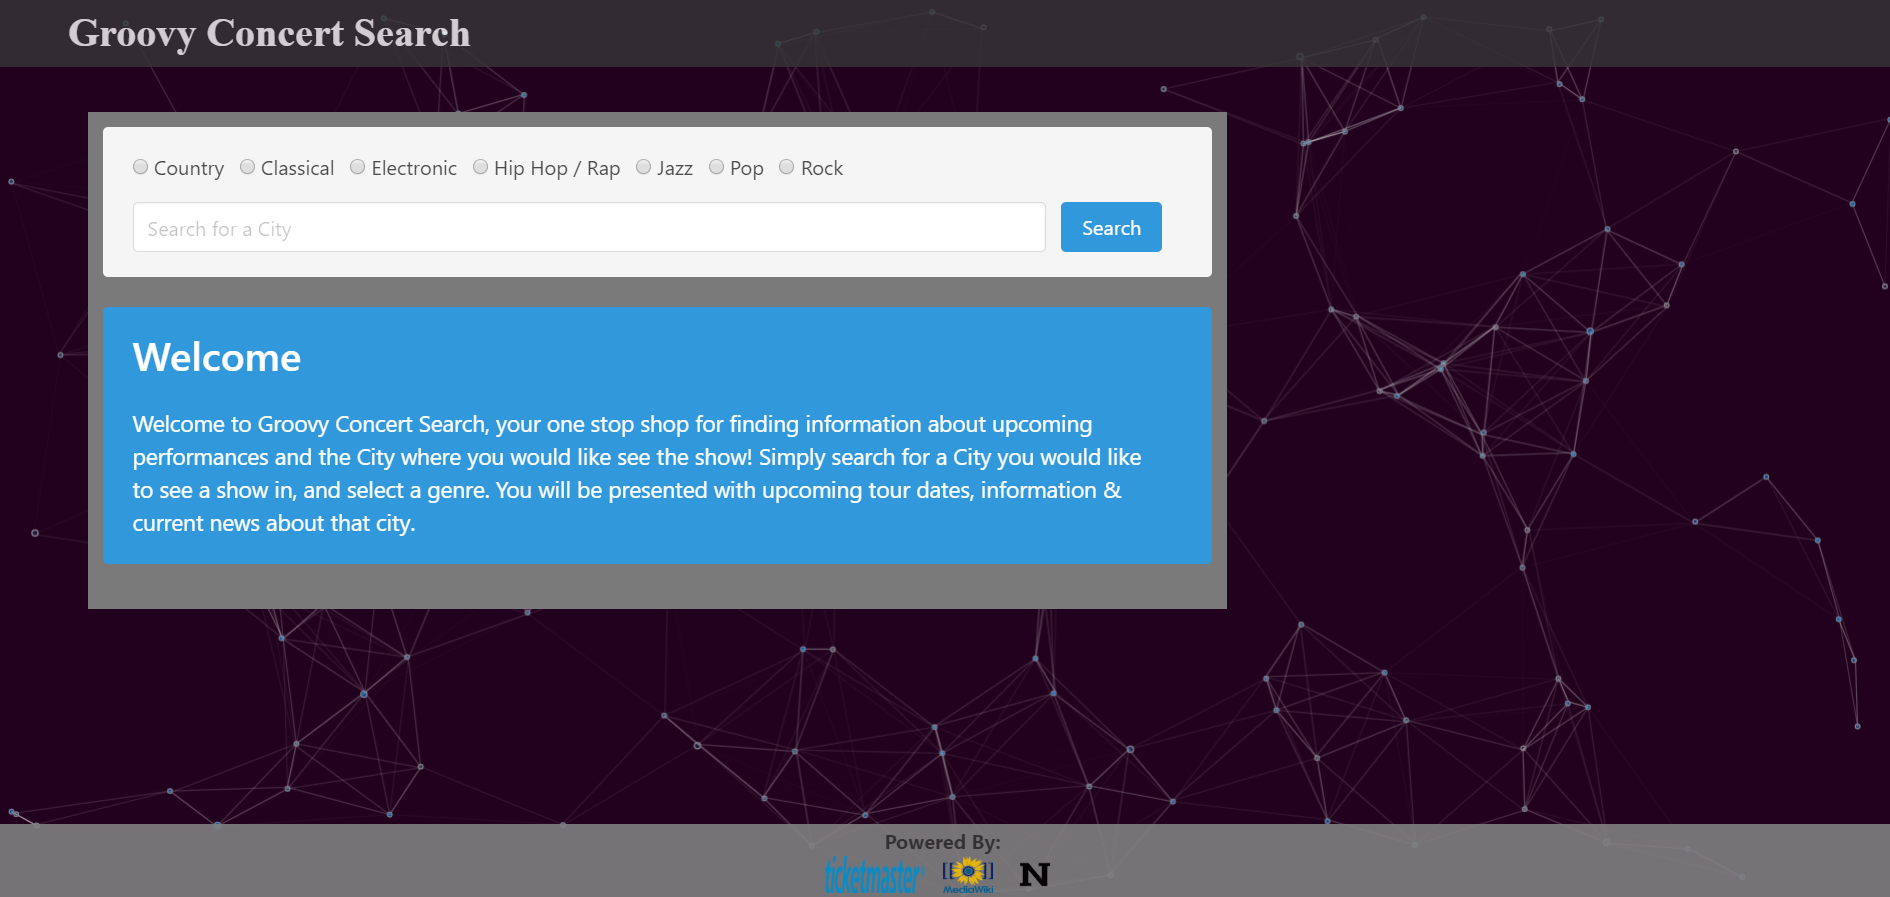 Groovy Concert Search
Country Classical Electronic Hip Hop / Rap Jazz Pop Rock
Search for a City
Search
Welcome
Welcome to Groovy Concert Search, your one stop shop for finding information about upcoming
performances and the City where you would like see the show! Simply search for a City you would like
to see a show in, and select a genre. You will be presented with upcoming tour dates, information &
current news about that city.
Powered By:
ticketmaster
[[ ]]
MediaWiki
N